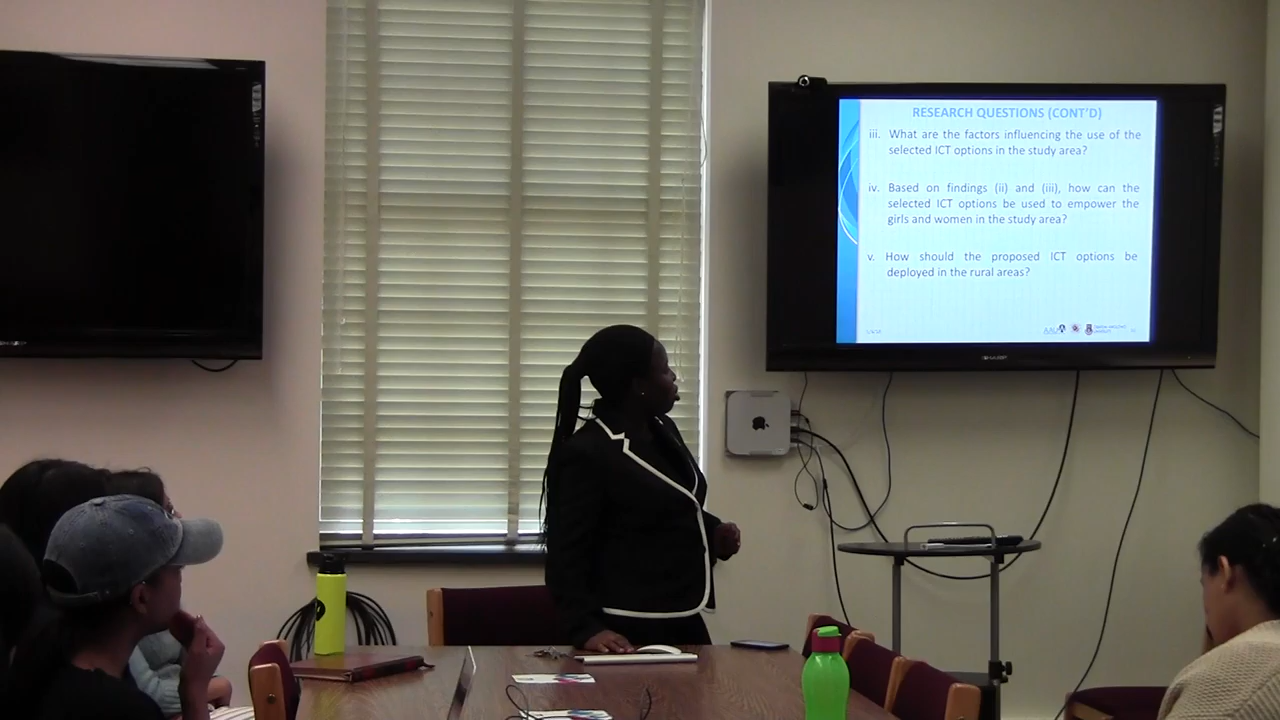 RESEARCH QUESTIONS (CONT'D)
iii. What are the factors influencing the use of the
selected ICT options in the study area?
iv. Based on findings (ii) and (iii), how can the
selected ICT options be used to empower the
girls and women in the study area?
v. How should the proposed ICT options be
deployed in the rural areas?
SHARP